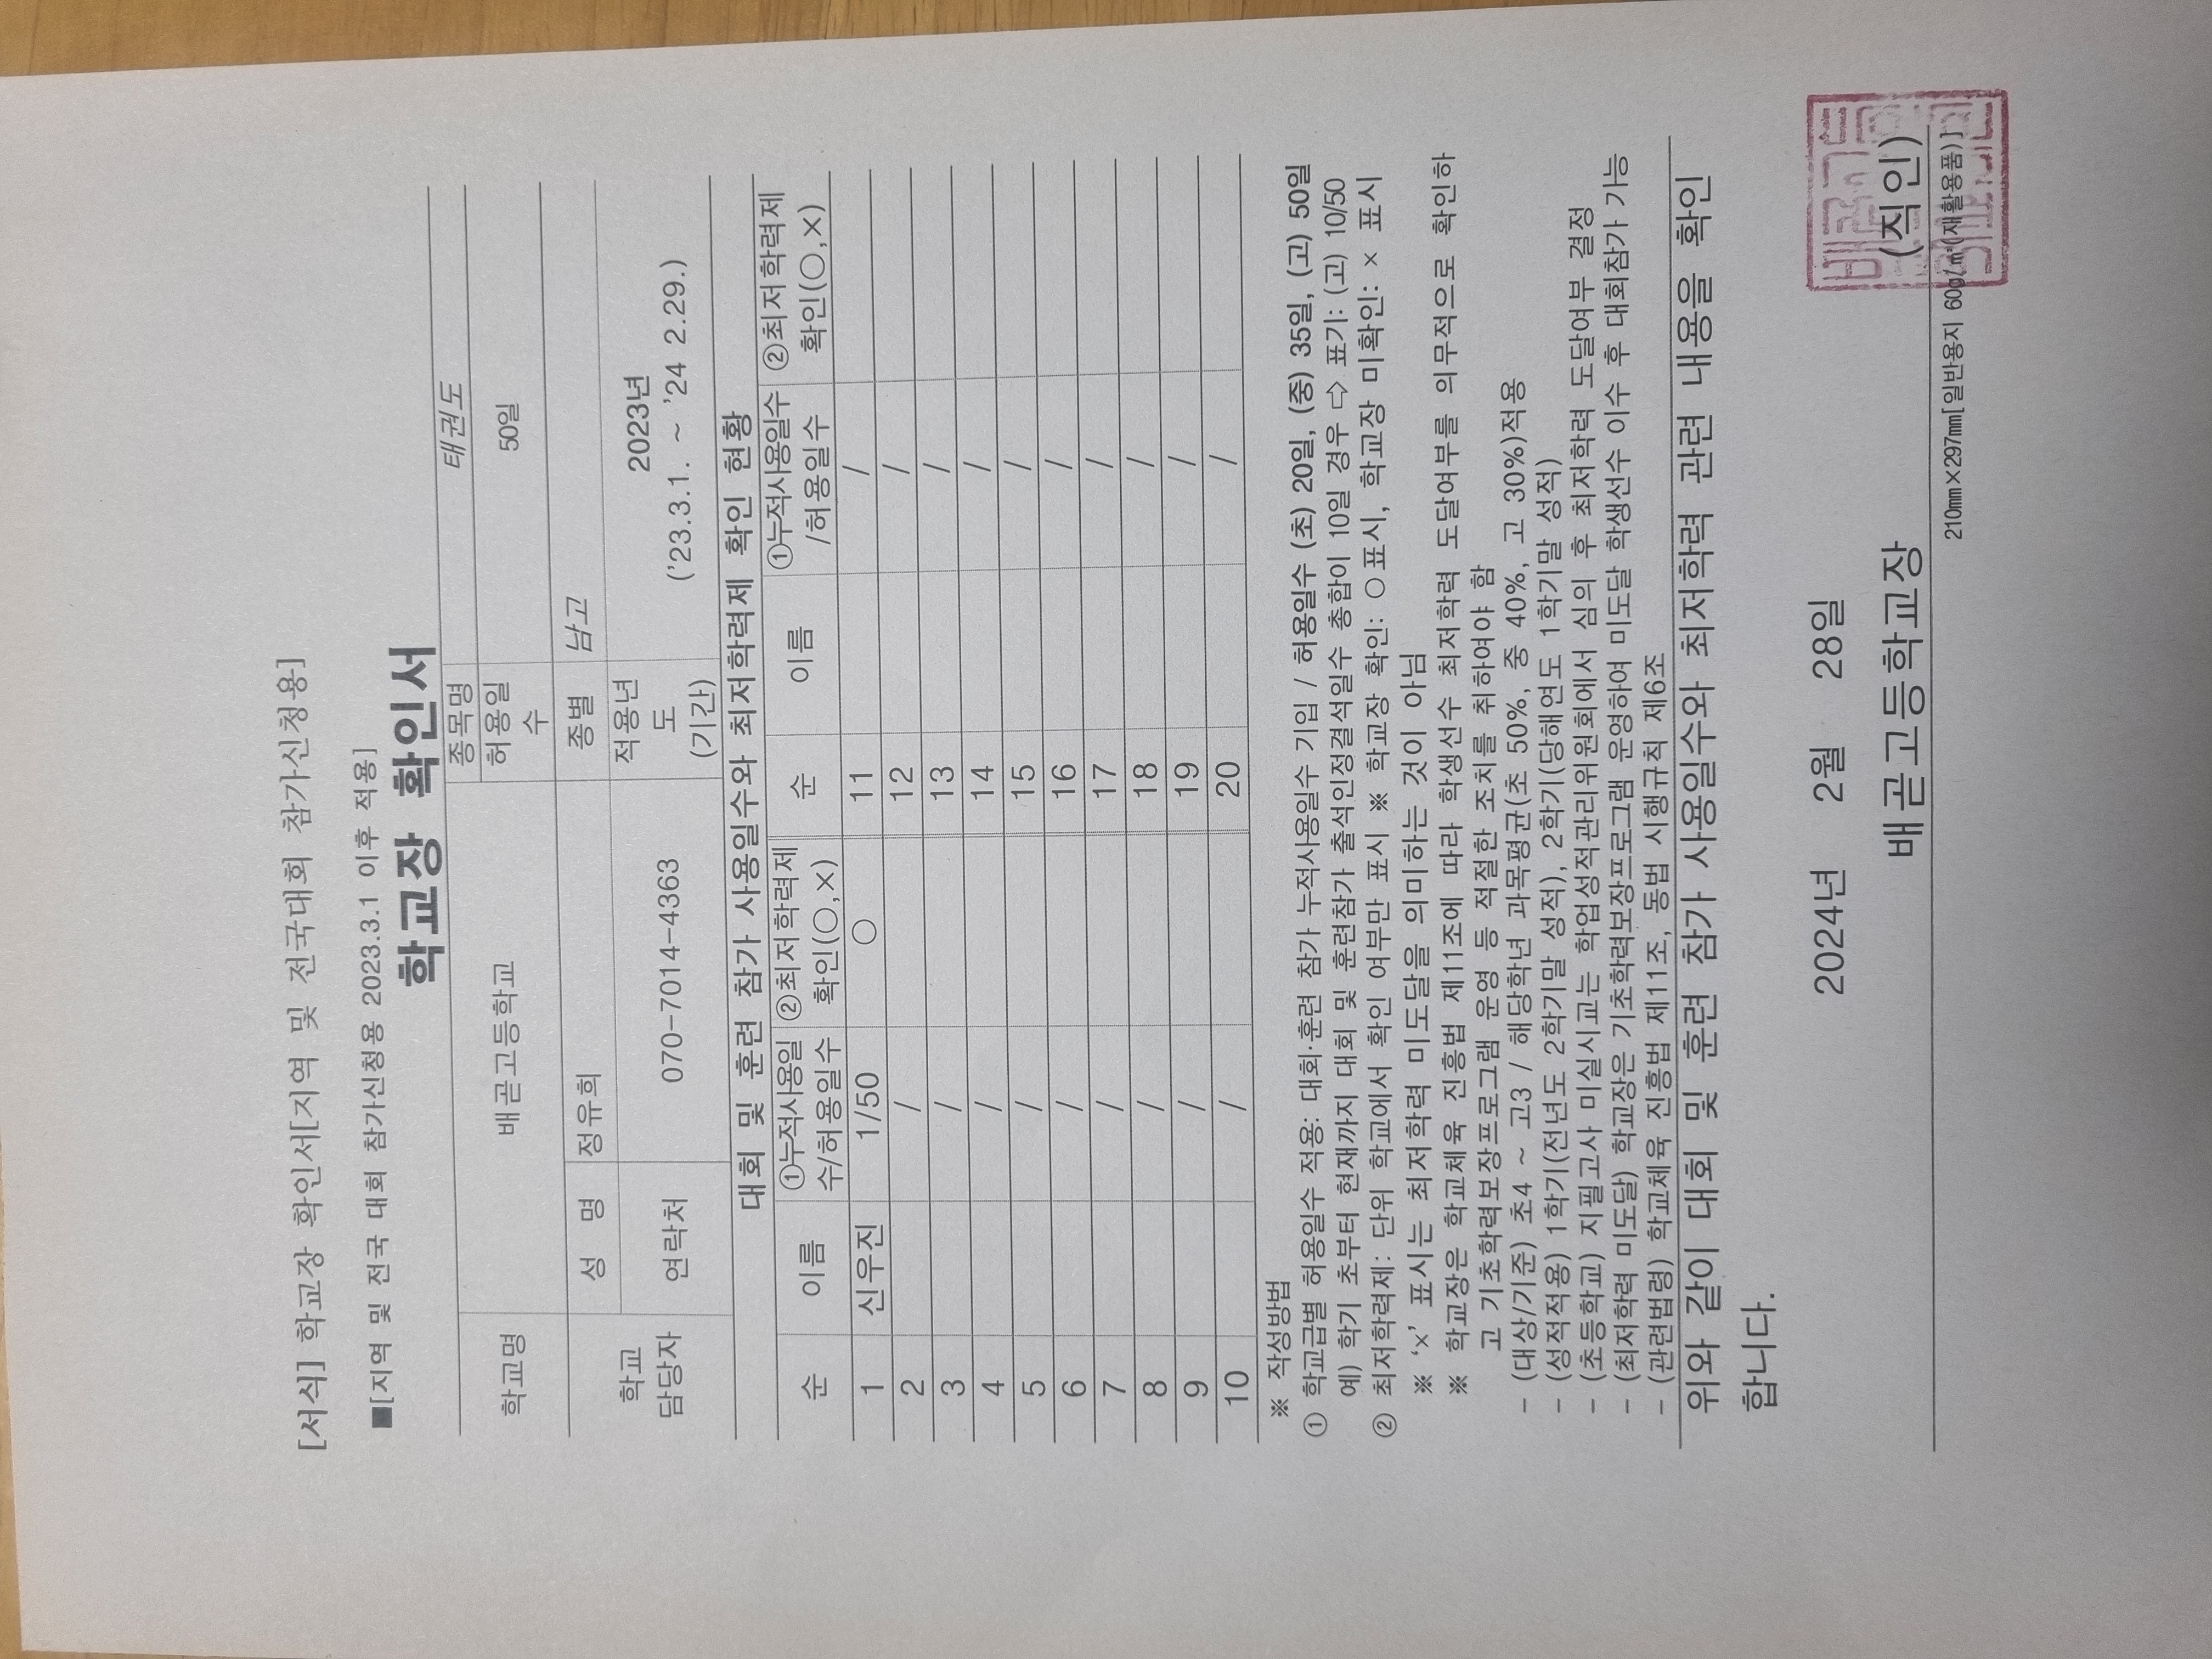 [서식] 학교장 확인서[지역 및 전국대회 참가신청용]
■[지역 및 전국 대회 참가신청용 2023.3.1 이후 적용]
학교장 확인서
학교명 배곧고등학교 종목명 태권도
허용일수 50일
학교 담당자 성 명 정유희 종별 남고
연락처 070-7014-4363 적용년도 (기간) 2023년 ('23.3.1. ~ '24 2.29.)
대회 및 훈련 참가 사용일수와 최저학력제 확인 현황
순 이름 ①누적사용일수/허용일수 ②최저학력제 확인(○,×) 순 이름 ①누적사용일수/허용일수 ②최저학력제 확인(○,×)
1 신우진 1/50 ○ 11 /
2 / 12 /
3 / 13 /
4 / 14 /
5 / 15 /
6 / 16 /
7 / 17 /
8 / 18 /
9 / 19 /
10 / 20 /
※ 작성방법
① 학교급별 허용일수 적용: 대회·훈련 참가 누적사용일수 기입 / 허용일수 (초) 20일, (중) 35일, (고) 50일
예) 학기 초부터 현재까지 대회 및 훈련참가 출석인정결석일수 총합이 10일 경우 ⇨ 표기: (고) 10/50
② 최저학력제: 단위 학교에서 확인 여부만 표시 ※ 학교장 확인: ○표시, 학교장 미확인: × 표시
※ '×' 표시는 최저학력 미도달을 의미하는 것이 아님
※ 학교장은 학교체육 진흥법 제11조에 따라 학생선수 최저학력 도달여부를 의무적으로 확인하
고 기초학력보장프로그램 운영 등 적절한 조치를 취하여야 함
- (대상/기준) 초4 ~ 고3 / 해당학년 과목평균(초 50%, 중 40%, 고 30%)적용
- (성적적용) 1학기(전년도 2학기말 성적), 2학기(당해연도 1학기말 성적)
- (초등학교) 지필고사 미실시교는 학업성적관리위원회에서 심의 후 최저학력 도달여부 결정
- (최저학력 미도달) 학교장은 기초학력보장프로그램 운영하여 미도달 학생선수 이수 후 대회참가 가능
- (관련법령) 학교체육 진흥법 제11조, 동법 시행규칙 제6조
위와 같이 대회 및 훈련 참가 사용일수와 최저학력 관련 내용을 확인
합니다.
2024년 2월 28일
배곧고등학교장 (직인)
210㎜×297㎜[일반용지 60g/㎡(재활용품)]